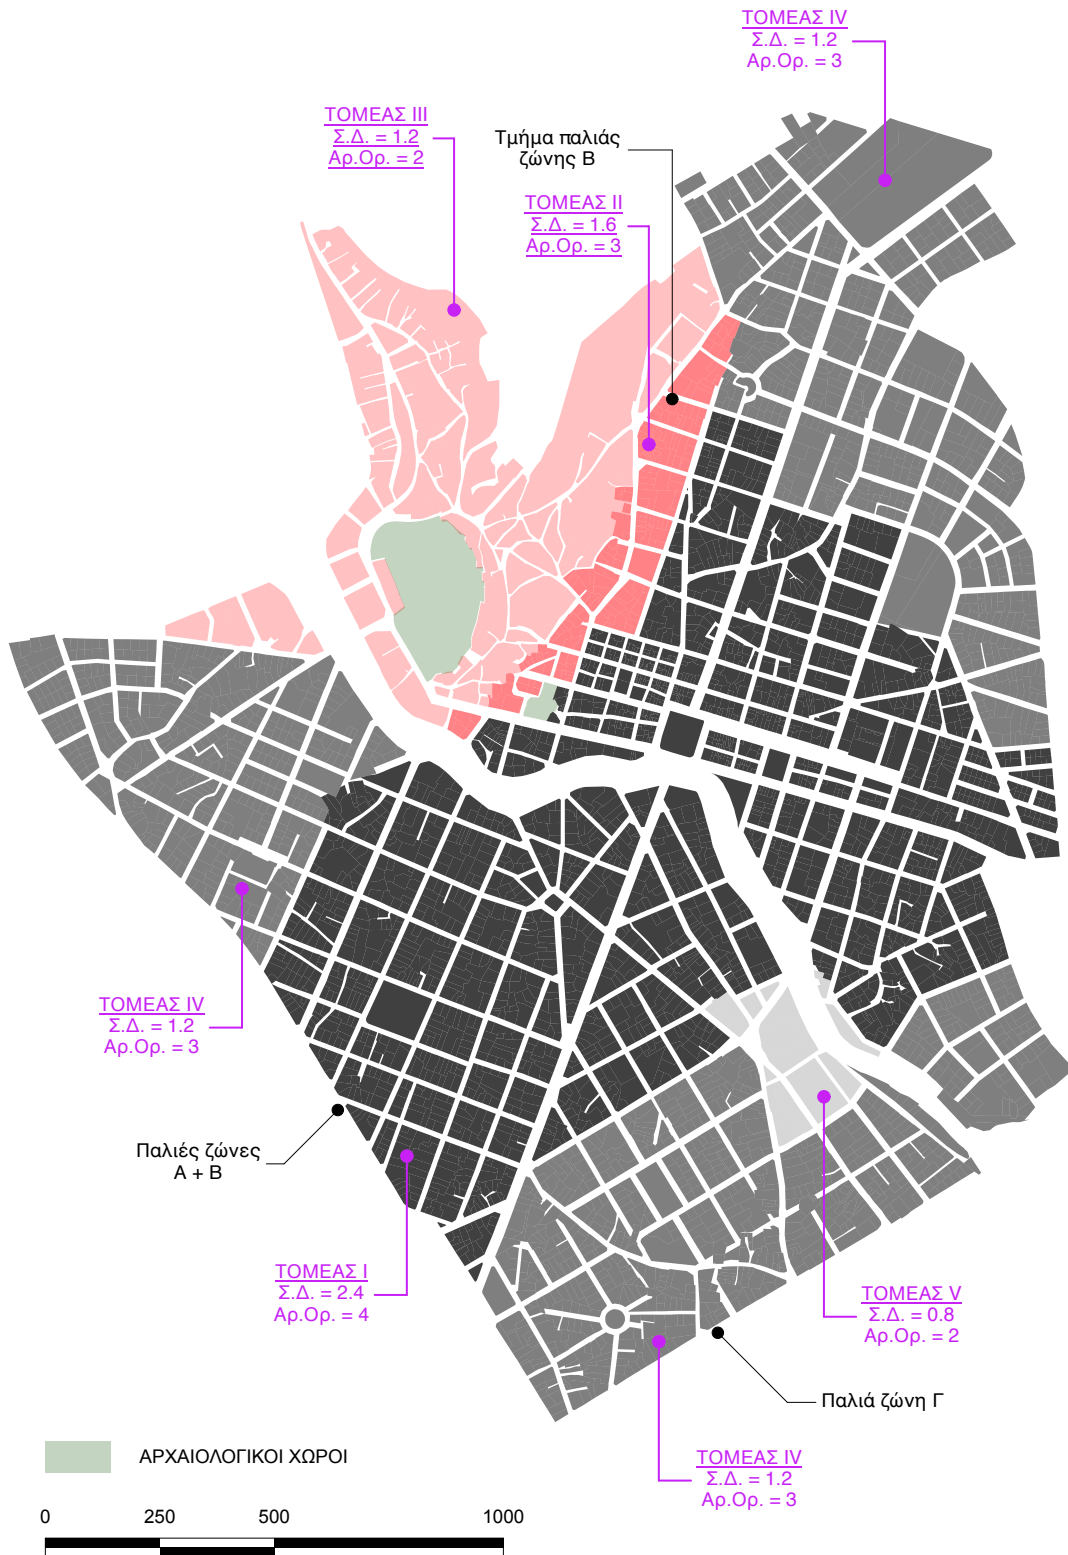 ΤΟΜΕΑΣ IV
Σ.Δ. = 1.2
Αρ.Ορ. = 3
ΤΟΜΕΑΣ III
Σ.Δ. = 1.2
Αρ.Ορ. = 2
Τμήμα παλιάς
ζώνης Β
ΤΟΜΕΑΣ II
Σ.Δ. = 1.6
Αρ.Ορ. = 3
ΤΟΜΕΑΣ IV
Σ.Δ. = 1.2
Αρ.Ορ. = 3
Παλιές ζώνες
Α + Β
ΤΟΜΕΑΣ I
Σ.Δ. = 2.4
Αρ.Ορ. = 4
ΤΟΜΕΑΣ V
Σ.Δ. = 0.8
Αρ.Ορ. = 2
Παλιά ζώνη Γ
ΤΟΜΕΑΣ IV
Σ.Δ. = 1.2
Αρ.Ορ. = 3
ΑΡΧΑΙΟΛΟΓΙΚΟΙ ΧΩΡΟΙ
0 250 500 1000